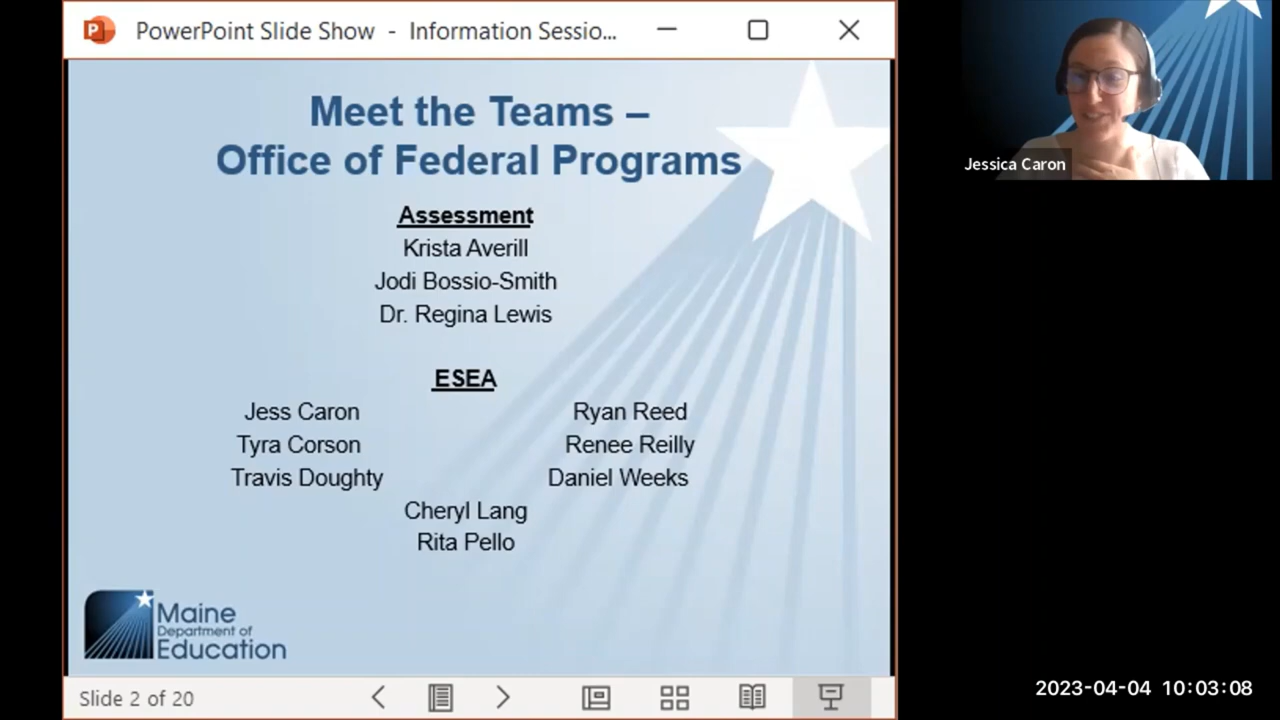 PowerPoint Slide Show - Information Sessio...
Meet the Teams –
Office of Federal Programs
Assessment
Krista Averill
Jodi Bossio-Smith
Dr. Regina Lewis
ESEA
Jess Caron Ryan Reed
Tyra Corson Renee Reilly
Travis Doughty Daniel Weeks
Cheryl Lang
Rita Pello
Maine
Department of
Education
Slide 2 of 20
Jessica Caron
2023-04-04 10:03:08